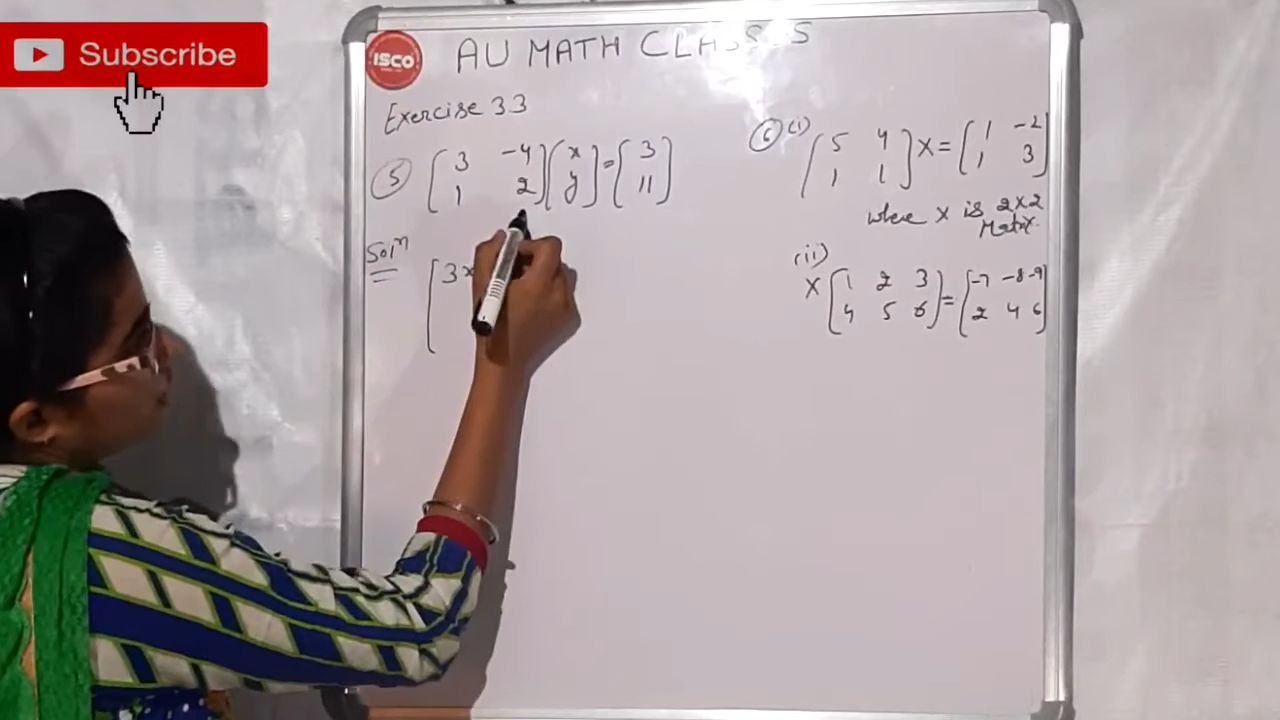 Subscribe
ISCO
AU MATH CLASSES
Exercise 3.3
5 [3 -4 [x = [3
1 2] y] 11]
Solⁿ
[3x
6 (i) [5 4 X = [1 -2
1 1] 1 3]
where X is 2x2
Matrix.
(ii)
X [1 2 3 = [-7 -8 -9
4 5 6] 2 4 6]